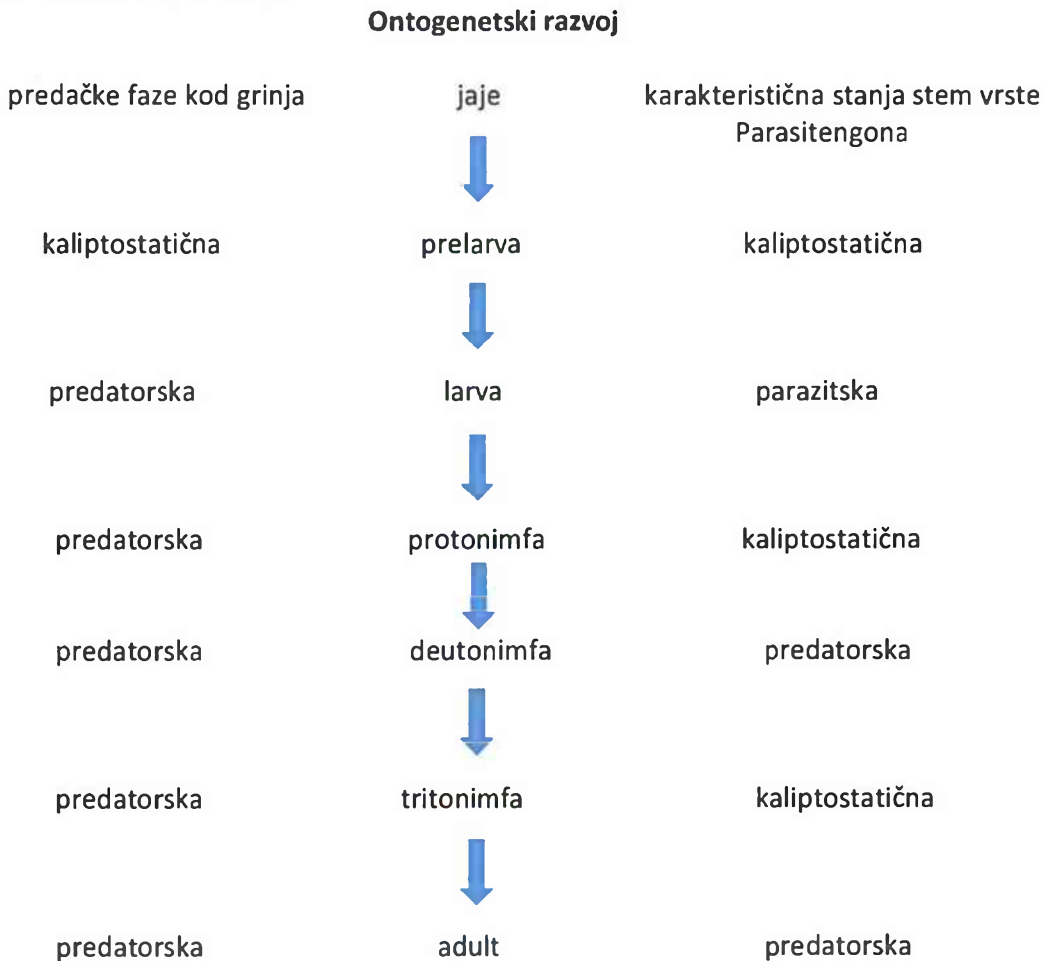 Ontogenetski razvoj
predačke faze kod grinja jaje karakteristična stanja stem vrste
Parasitengona
kaliptostatična prelarva kaliptostatična
predatorska larva parazitska
predatorska protonimfa kaliptostatična
predatorska deutonimfa predatorska
predatorska tritonimfa kaliptostatična
predatorska adult predatorska